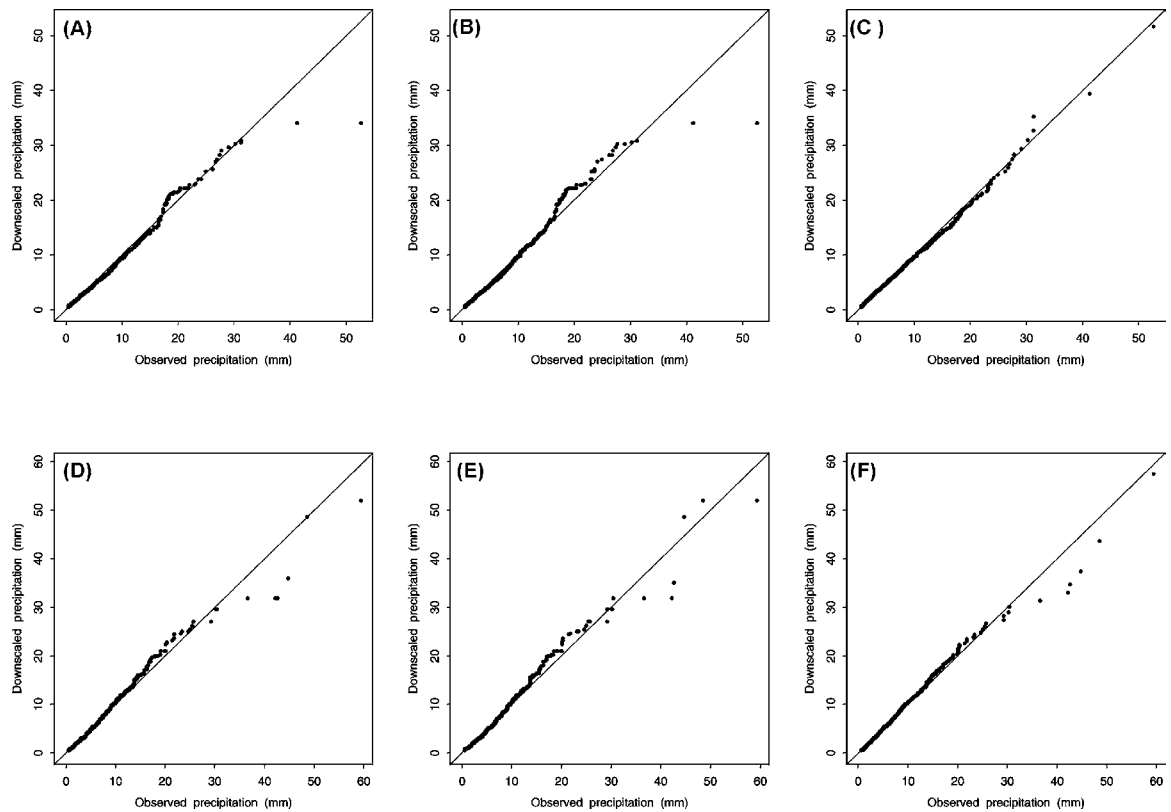 (A)
Downscaled precipitation (mm)
0 10 20 30 40 50
0 10 20 30 40 50
Observed precipitation (mm)
(B)
Downscaled precipitation (mm)
0 10 20 30 40 50
0 10 20 30 40 50
Observed precipitation (mm)
(C )
Downscaled precipitation (mm)
0 10 20 30 40 50
0 10 20 30 40 50
Observed precipitation (mm)
(D)
Downscaled precipitation (mm)
0 10 20 30 40 50 60
0 10 20 30 40 50 60
Observed precipitation (mm)
(E)
Downscaled precipitation (mm)
0 10 20 30 40 50 60
0 10 20 30 40 50 60
Observed precipitation (mm)
(F)
Downscaled precipitation (mm)
0 10 20 30 40 50 60
0 10 20 30 40 50 60
Observed precipitation (mm)